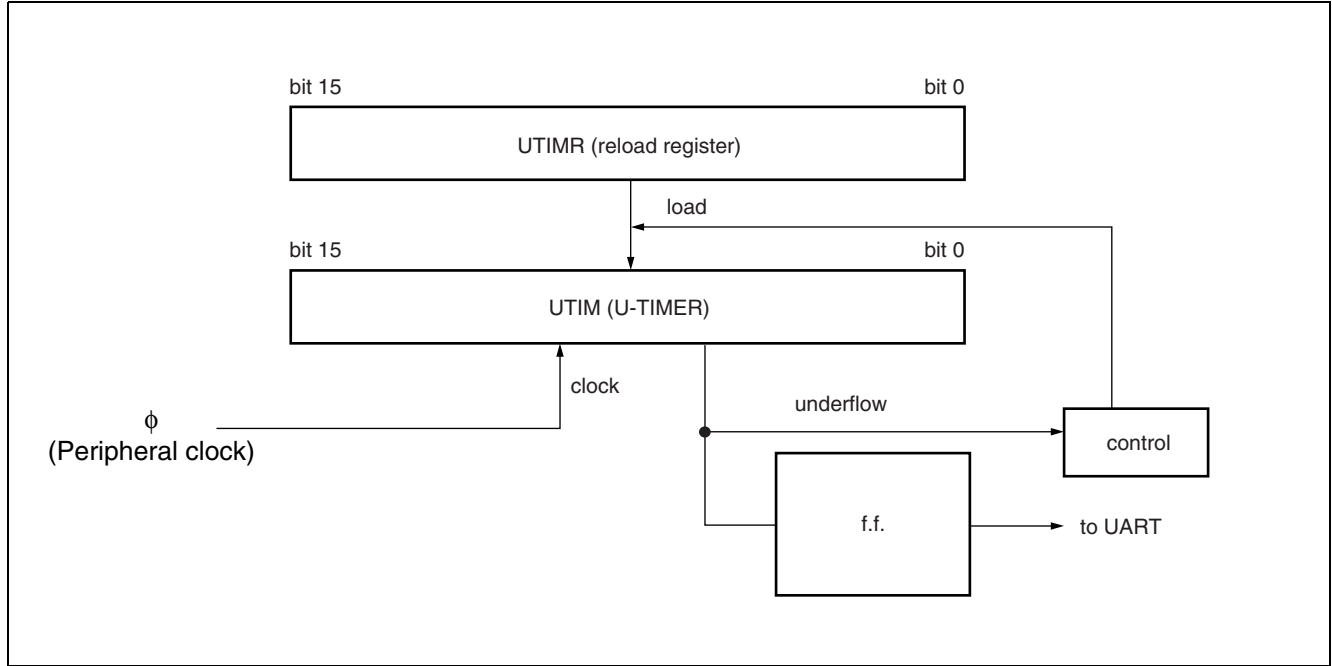 bit 15
bit 0
UTIMR (reload register)
load
bit 15
bit 0
UTIM (U-TIMER)
clock
underflow
ϕ
(Peripheral clock)
control
f.f.
to UART